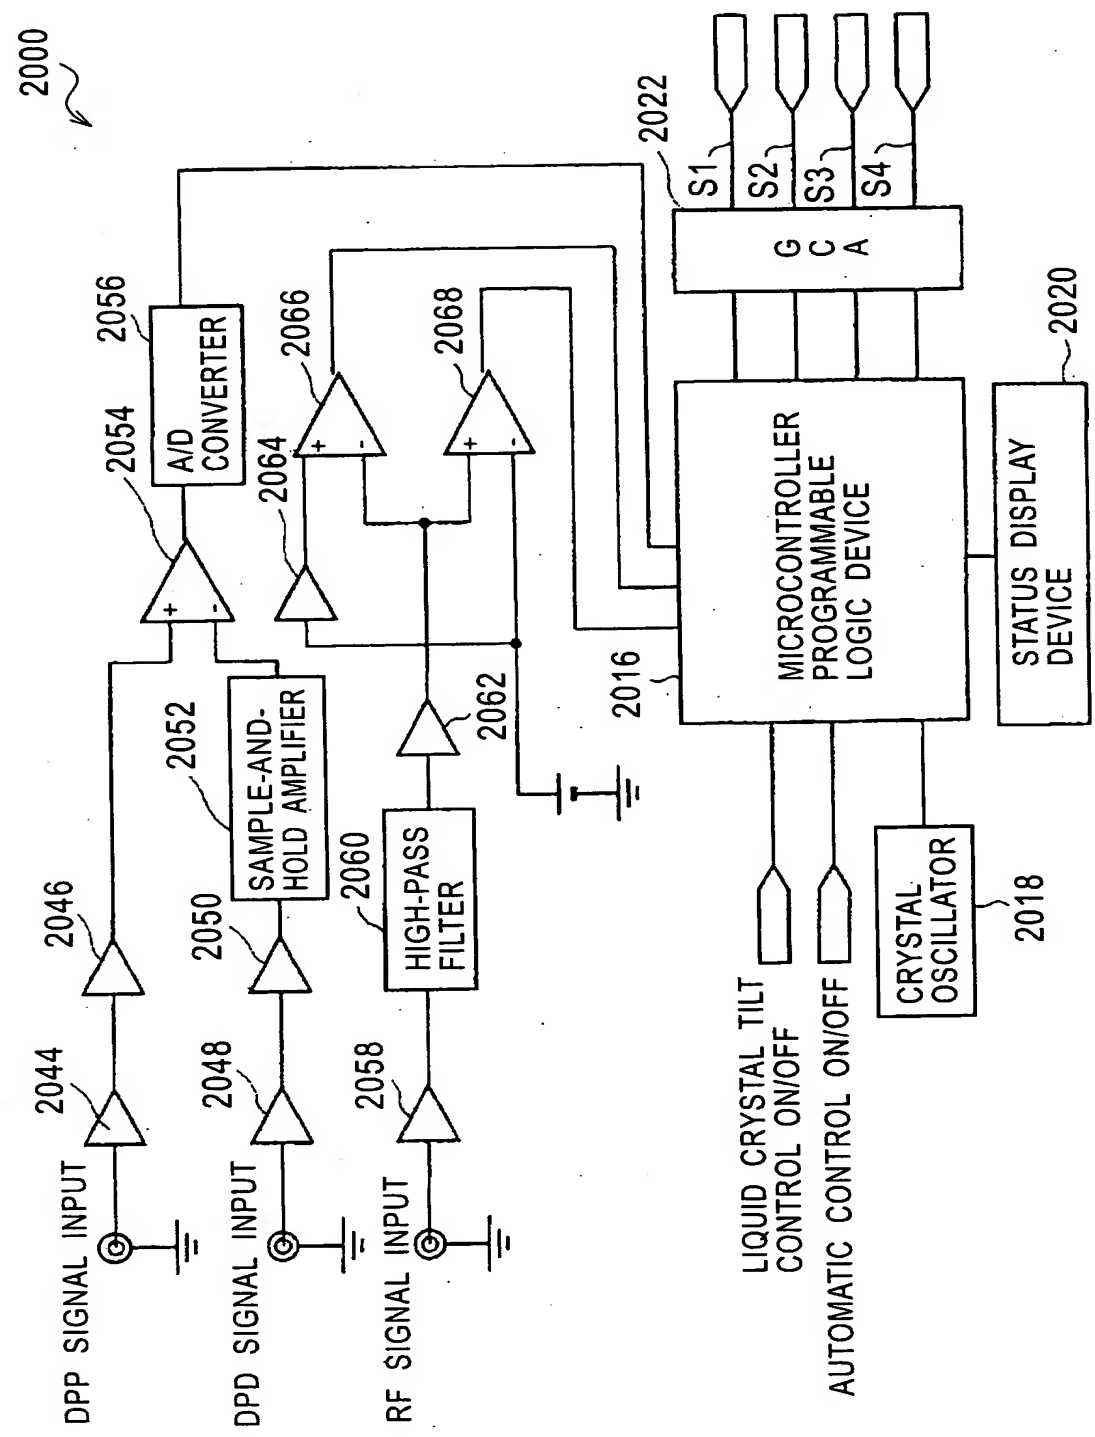 2000
DPP SIGNAL INPUT
2044
2046
2054
+
-
2056
A/D
CONVERTER
DPD SIGNAL INPUT
2048
2050
2052
SAMPLE-AND-
HOLD AMPLIFIER
2064
2066
+
-
RF SIGNAL INPUT
2058
2060
HIGH-PASS
FILTER
2062
2068
+
-
2016
MICROCONTROLLER
PROGRAMMABLE
LOGIC DEVICE
2022
G
C
A
S1
S2
S3
S4
LIQUID CRYSTAL TILT
CONTROL ON/OFF
AUTOMATIC CONTROL ON/OFF
CRYSTAL
OSCILLATOR
2018
STATUS DISPLAY
DEVICE
2020